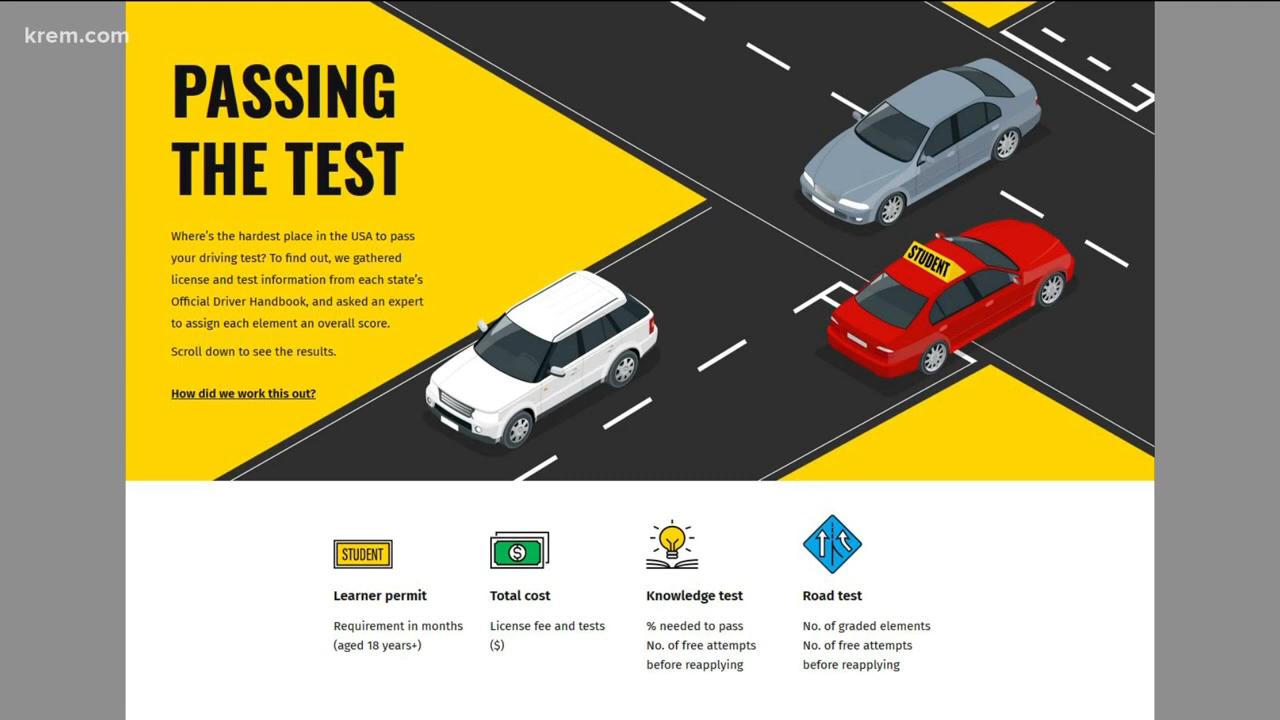 krem.com
PASSING
THE TEST
Where's the hardest place in the USA to pass
your driving test? To find out, we gathered
license and test information from each state's
Official Driver Handbook, and asked an expert
to assign each element an overall score.
Scroll down to see the results.
How did we work this out?
STUDENT
STUDENT
Learner permit
Requirement in months
(aged 18 years+)
$
Total cost
License fee and tests
($)
Knowledge test
% needed to pass
No. of free attempts
before reapplying
Road test
No. of graded elements
No. of free attempts
before reapplying